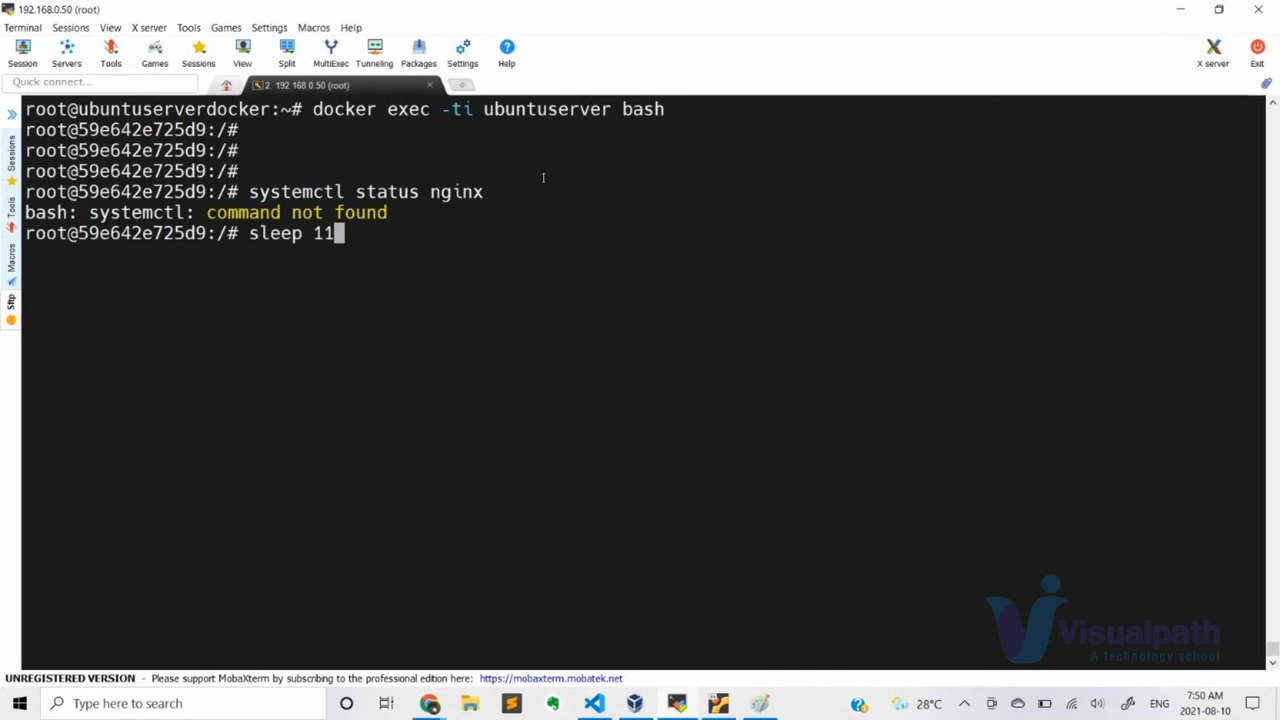 192.168.0.50 (root)
Terminal Sessions View X server Tools Games Settings Macros Help
Session Servers Tools Games Sessions View Split MultiExec Tunneling Packages Settings Help X server Exit
Quick connect...
2. 192.168.0.50 (root)
Sessions
Tools
Macros
Sftp
root@ubuntuserverdocker:~# docker exec -ti ubuntuserver bash
root@59e642e725d9:/#
root@59e642e725d9:/#
root@59e642e725d9:/#
root@59e642e725d9:/# systemctl status nginx
bash: systemctl: command not found
root@59e642e725d9:/# sleep 11
Visualpath
A technology school
UNREGISTERED VERSION - Please support MobaXterm by subscribing to the professional edition here: https://mobaxterm.mobatek.net
Type here to search
28°C
ENG
7:50 AM
2021-08-10